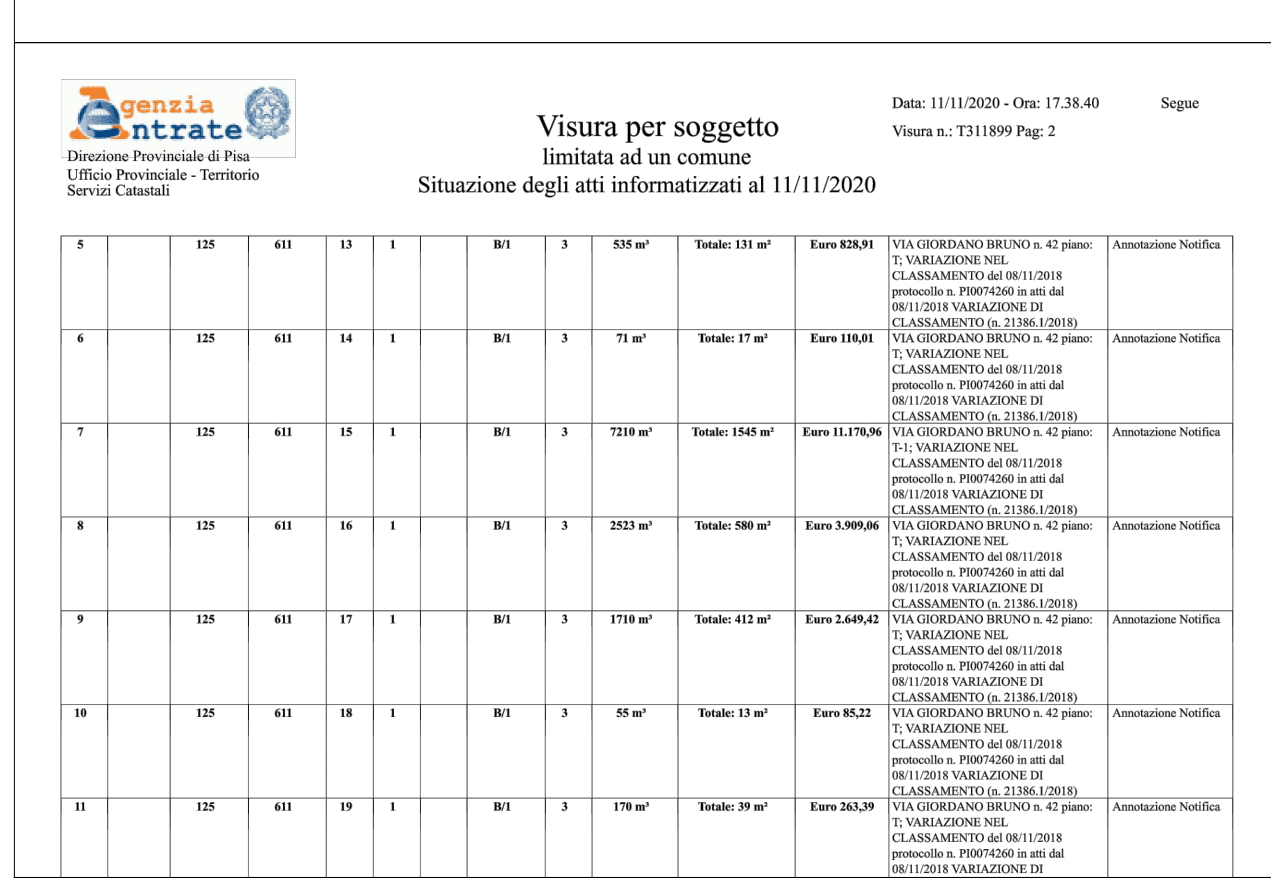 Agenzia
Entrate
Direzione Provinciale di Pisa
Ufficio Provinciale - Territorio
Servizi Catastali
Visura per soggetto
limitata ad un comune
Situazione degli atti informatizzati al 11/11/2020
Data: 11/11/2020 - Ora: 17.38.40 Segue
Visura n.: T311899 Pag: 2
5 125 611 13 1 B/1 3 535 m³ Totale: 131 m² Euro 828,91 VIA GIORDANO BRUNO n. 42 piano: Annotazione Notifica
T; VARIAZIONE NEL
CLASSAMENTO del 08/11/2018
protocollo n. PI0074260 in atti dal
08/11/2018 VARIAZIONE DI
CLASSAMENTO (n. 21386.1/2018)
6 125 611 14 1 B/1 3 71 m³ Totale: 17 m² Euro 110,01 VIA GIORDANO BRUNO n. 42 piano: Annotazione Notifica
T; VARIAZIONE NEL
CLASSAMENTO del 08/11/2018
protocollo n. PI0074260 in atti dal
08/11/2018 VARIAZIONE DI
CLASSAMENTO (n. 21386.1/2018)
7 125 611 15 1 B/1 3 7210 m³ Totale: 1545 m² Euro 11.170,96 VIA GIORDANO BRUNO n. 42 piano: Annotazione Notifica
T-1; VARIAZIONE NEL
CLASSAMENTO del 08/11/2018
protocollo n. PI0074260 in atti dal
08/11/2018 VARIAZIONE DI
CLASSAMENTO (n. 21386.1/2018)
8 125 611 16 1 B/1 3 2523 m³ Totale: 580 m² Euro 3.909,06 VIA GIORDANO BRUNO n. 42 piano: Annotazione Notifica
T; VARIAZIONE NEL
CLASSAMENTO del 08/11/2018
protocollo n. PI0074260 in atti dal
08/11/2018 VARIAZIONE DI
CLASSAMENTO (n. 21386.1/2018)
9 125 611 17 1 B/1 3 1710 m³ Totale: 412 m² Euro 2.649,42 VIA GIORDANO BRUNO n. 42 piano: Annotazione Notifica
T; VARIAZIONE NEL
CLASSAMENTO del 08/11/2018
protocollo n. PI0074260 in atti dal
08/11/2018 VARIAZIONE DI
CLASSAMENTO (n. 21386.1/2018)
10 125 611 18 1 B/1 3 55 m³ Totale: 13 m² Euro 85,22 VIA GIORDANO BRUNO n. 42 piano: Annotazione Notifica
T; VARIAZIONE NEL
CLASSAMENTO del 08/11/2018
protocollo n. PI0074260 in atti dal
08/11/2018 VARIAZIONE DI
CLASSAMENTO (n. 21386.1/2018)
11 125 611 19 1 B/1 3 170 m³ Totale: 39 m² Euro 263,39 VIA GIORDANO BRUNO n. 42 piano: Annotazione Notifica
T; VARIAZIONE NEL
CLASSAMENTO del 08/11/2018
protocollo n. PI0074260 in atti dal
08/11/2018 VARIAZIONE DI